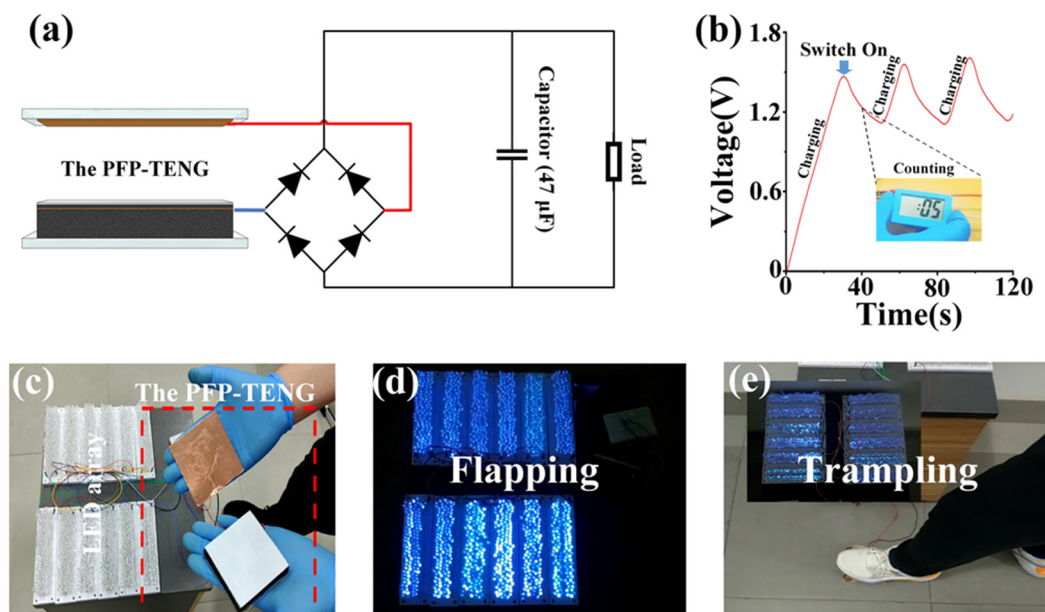 (a)
The PFP-TENG
Capacitor (47 μF)
Load
(b)
Voltage(V)
1.8
1.2
0.6
0
0
40
80
120
Time(s)
Switch On
Charging
Charging
Charging
Counting
:05
(c)
The PFP-TENG
LED array
(d)
Flapping
(e)
Trampling